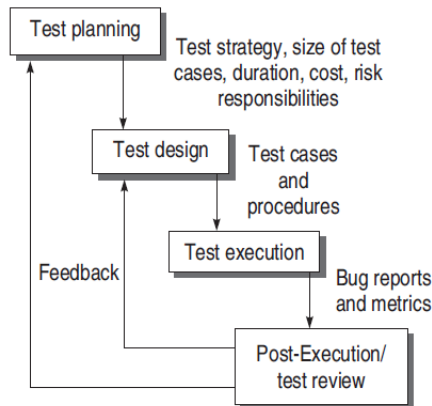 Test planning
Test strategy, size of test
cases, duration, cost, risk
responsibilities
Test design
Test cases
and
procedures
Test execution
Feedback
Bug reports
and metrics
Post-Execution/
test review